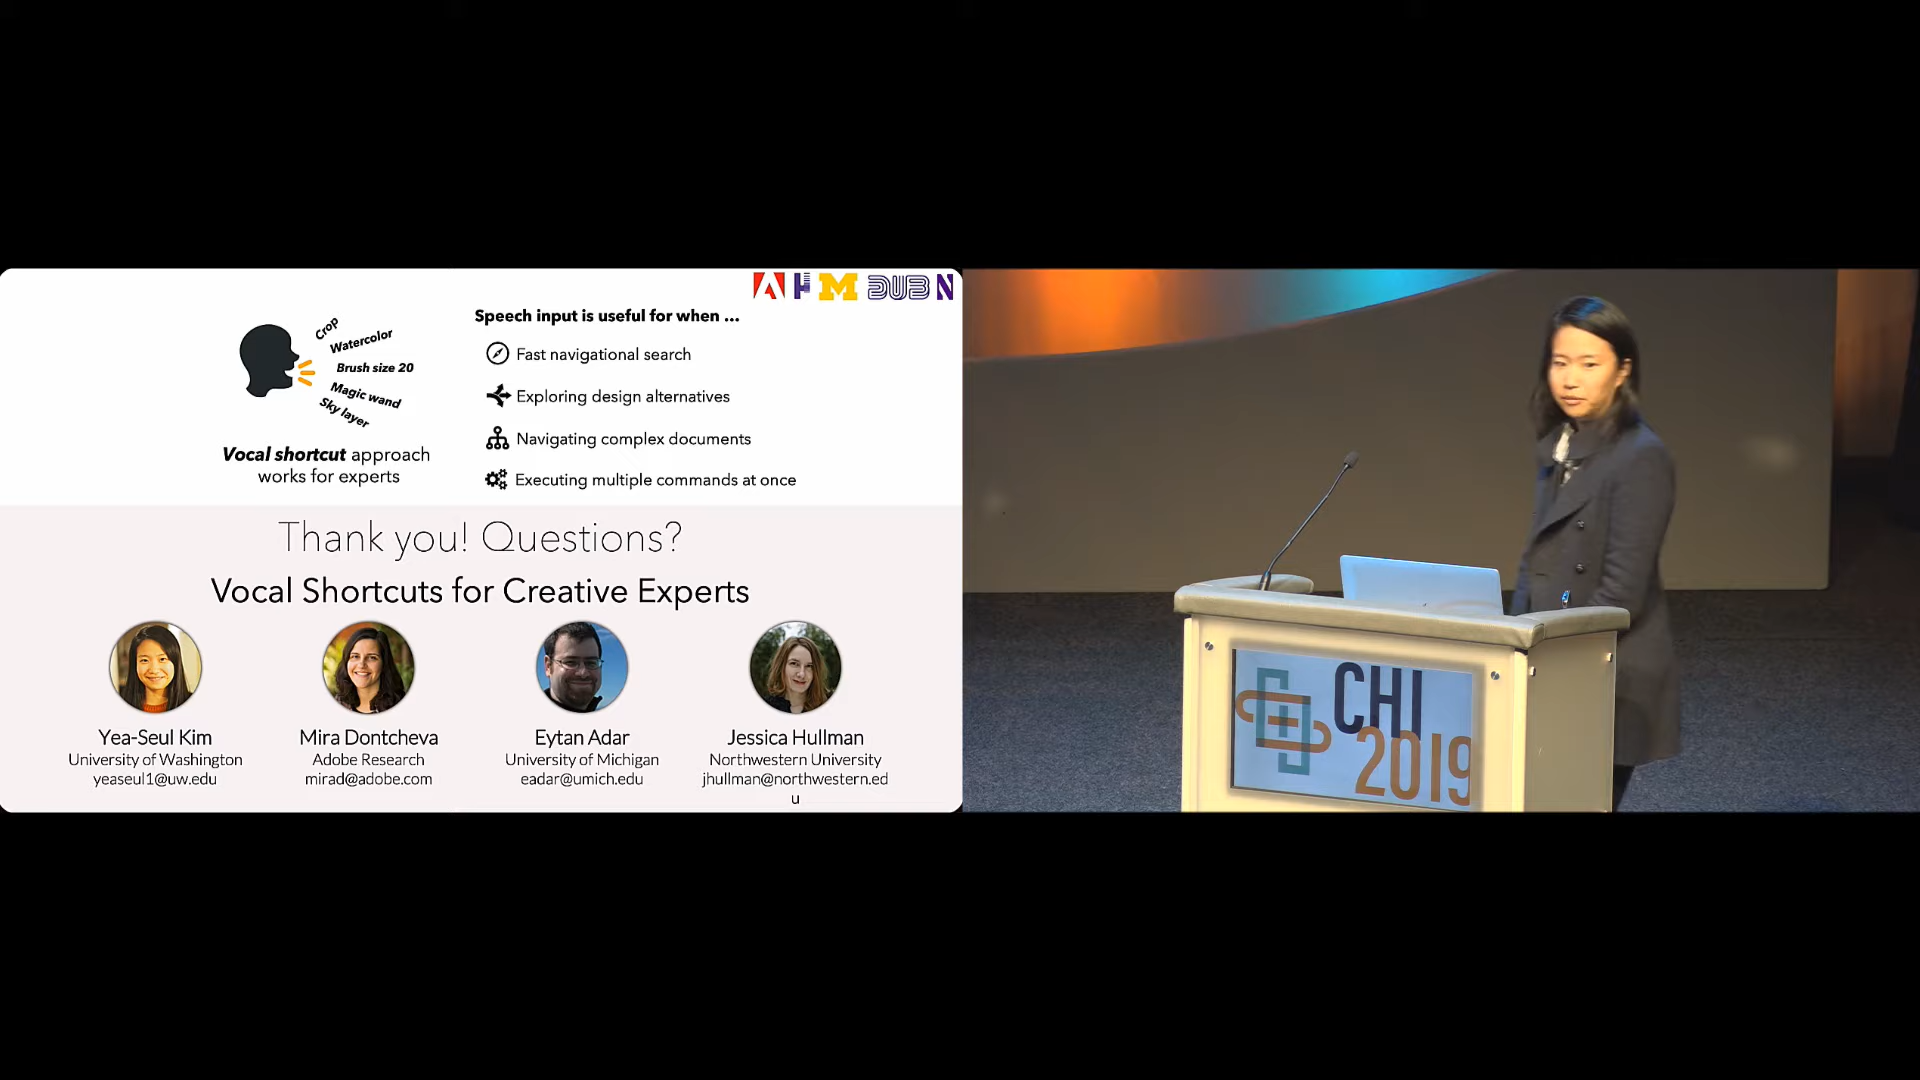 M DUB N
Speech input is useful for when ...
Crop
Watercolor
Brush size 20
Magic wand
Sky layer
Fast navigational search
Exploring design alternatives
Navigating complex documents
Executing multiple commands at once
Vocal shortcut approach
works for experts
Thank you! Questions?
Vocal Shortcuts for Creative Experts
Yea-Seul Kim
University of Washington
yeaseul1@uw.edu
Mira Dontcheva
Adobe Research
mirad@adobe.com
Eytan Adar
University of Michigan
eadar@umich.edu
Jessica Hullman
Northwestern University
jhullman@northwestern.ed
u
CHI
2019